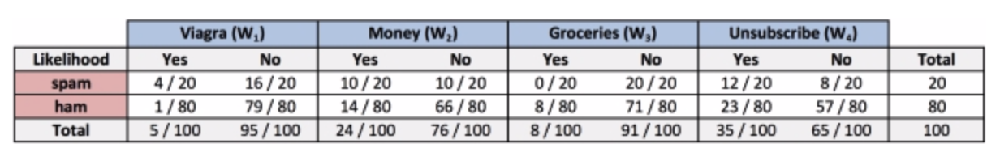 Viagra (W₁) Money (W₂) Groceries (W₃) Unsubscribe (W₄)
Likelihood Yes No Yes No Yes No Yes No Total
spam 4 / 20 16 / 20 10 / 20 10 / 20 0 / 20 20 / 20 12 / 20 8 / 20 20
ham 1 / 80 79 / 80 14 / 80 66 / 80 8 / 80 71 / 80 23 / 80 57 / 80 80
Total 5 / 100 95 / 100 24 / 100 76 / 100 8 / 100 91 / 100 35 / 100 65 / 100 100